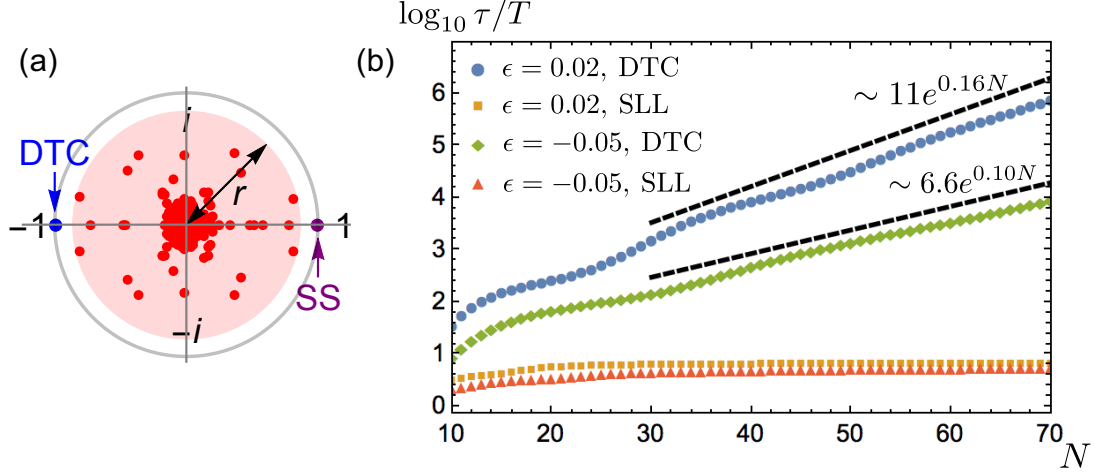 (a)
i
DTC
r
−1
1
SS
−i
(b)
log₁₀ τ/T
ϵ = 0.02, DTC
ϵ = 0.02, SLL
ϵ = −0.05, DTC
ϵ = −0.05, SLL
∼ 11e^{0.16N}
∼ 6.6e^{0.10N}
6
5
4
3
2
1
0
10 20 30 40 50 60 70
N